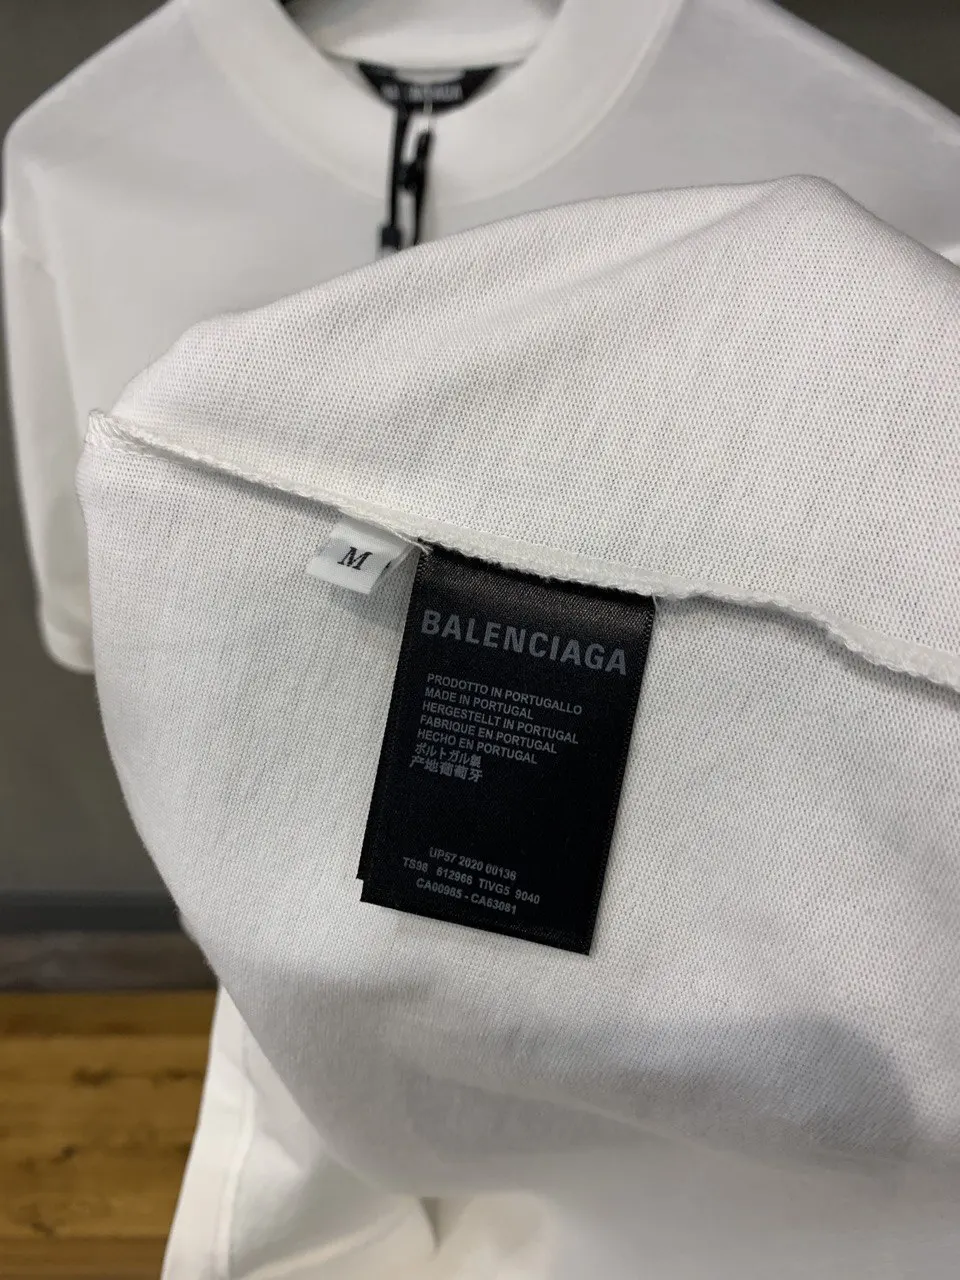 BALENCIAGA
M
BALENCIAGA
PRODOTTO IN PORTUGALLO
MADE IN PORTUGAL
HERGESTELLT IN PORTUGAL
FABRIQUE EN PORTUGAL
HECHO EN PORTUGAL
ポルトガル製
产地葡萄牙
UP57 2020 00136
TS98 612966 TIVG5 9040
CA00985 - CA63081